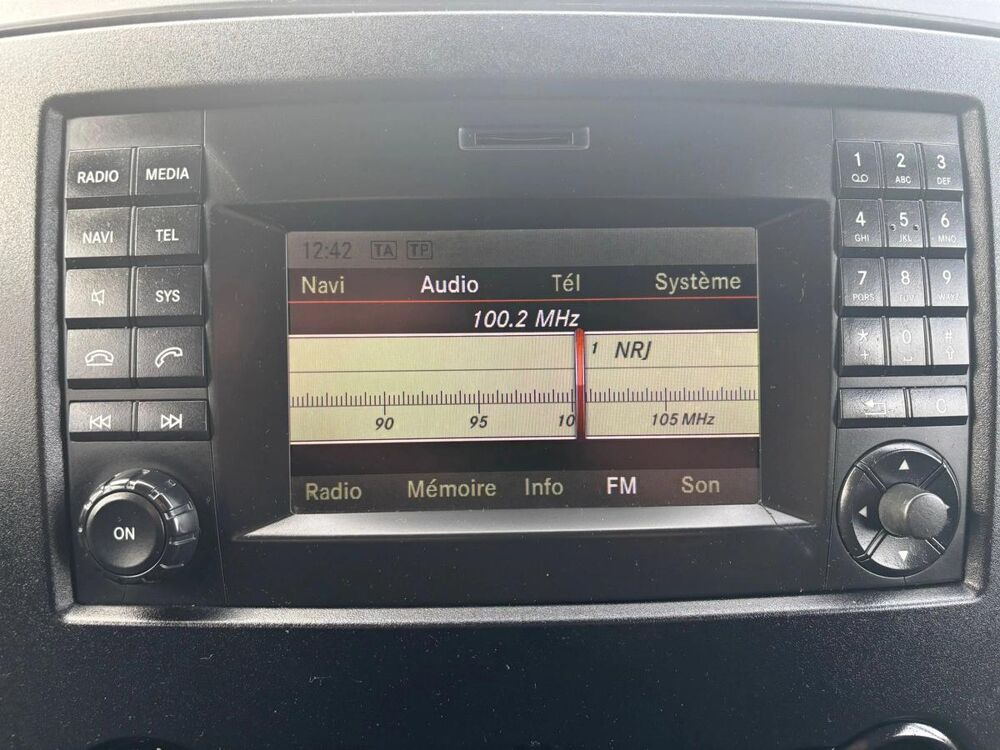 RADIO MEDIA
NAVI TEL
SYS
ON
12:42 TA TP
Navi Audio Tél Système
100.2 MHz
1 NRJ
90 95 10 105 MHz
Radio Mémoire Info FM Son
1 2 ABC 3 DEF
4 GHI 5 JKL 6 MNO
7 PQRS 8 TUV 9 WXYZ
* + 0 #
C